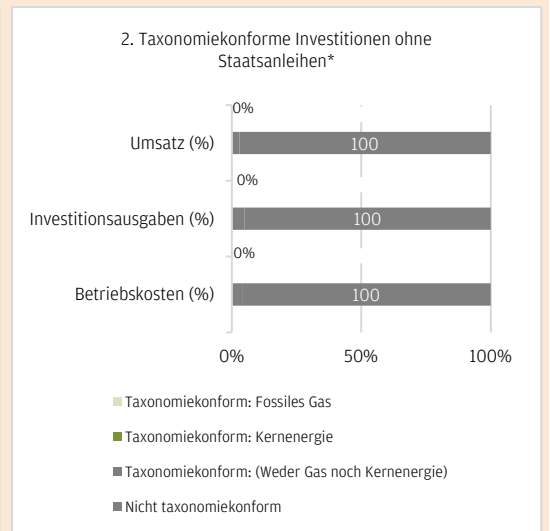 2. Taxonomiekonforme Investitionen ohne
Staatsanleihen*
0%
Umsatz (%)
100
0%
Investitionsausgaben (%)
100
0%
Betriebskosten (%)
100
0%
50%
100%
Taxonomiekonform: Fossiles Gas
Taxonomiekonform: Kernenergie
Taxonomiekonform: (Weder Gas noch Kernenergie)
Nicht taxonomiekonform